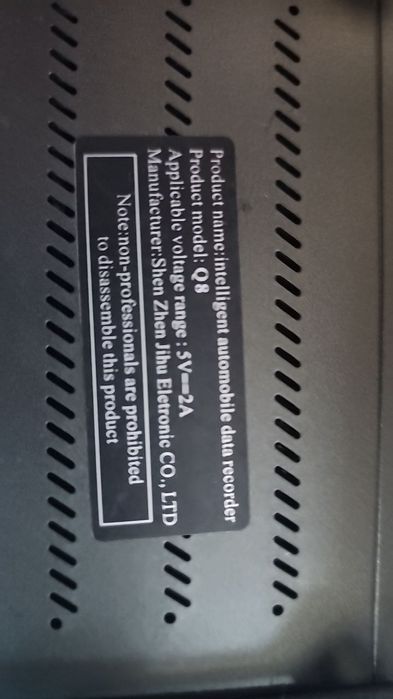 Product name:intelligent automobile data recorder
Product model: Q8
Applicable voltage range : 5V⎓2A
Manufacturer:Shen Zhen Jihu Eletronic CO., LTD
Note:non-professionals are prohibited
to disassemble this product